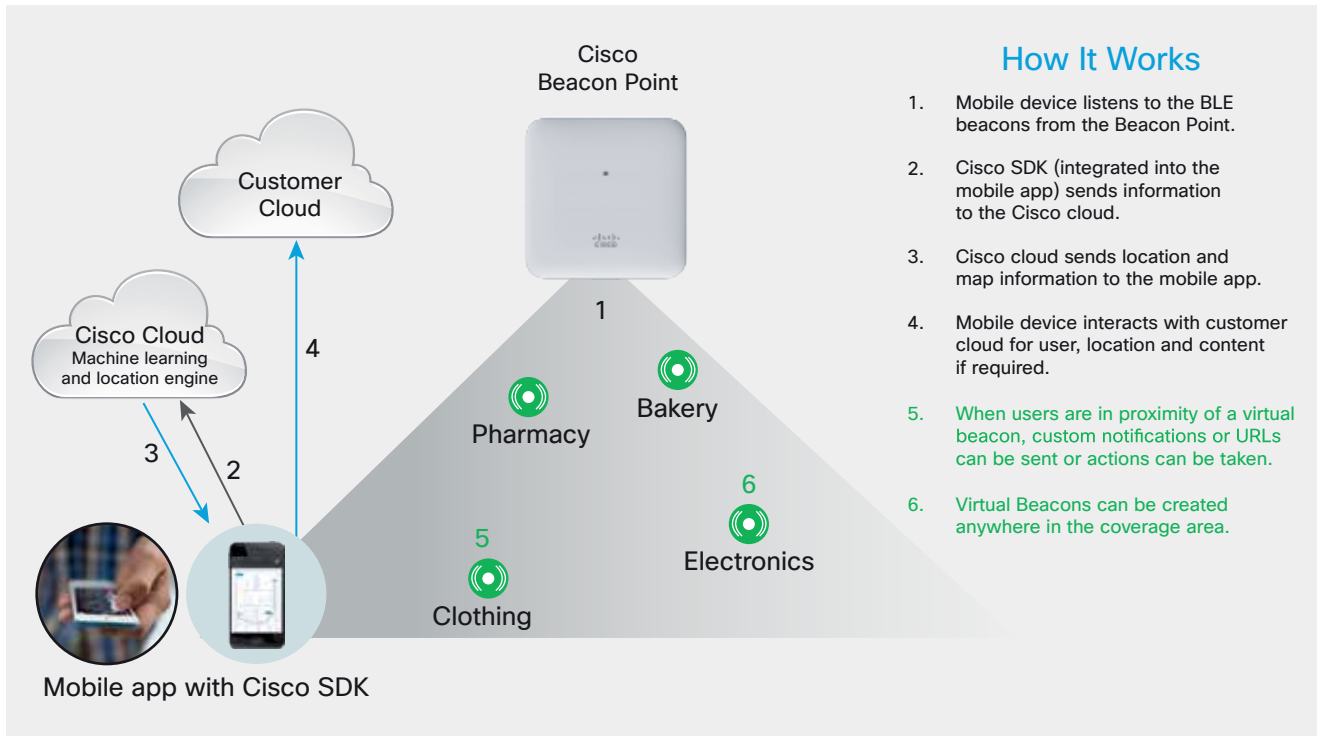 Cisco
Beacon Point
CISCO
Customer
Cloud
Cisco Cloud
Machine learning
and location engine
4
3
2
1
Pharmacy
Bakery
5
Clothing
6
Electronics
Mobile app with Cisco SDK
How It Works
1. Mobile device listens to the BLE
beacons from the Beacon Point.
2. Cisco SDK (integrated into the
mobile app) sends information
to the Cisco cloud.
3. Cisco cloud sends location and
map information to the mobile app.
4. Mobile device interacts with customer
cloud for user, location and content
if required.
5. When users are in proximity of a virtual
beacon, custom notifications or URLs
can be sent or actions can be taken.
6. Virtual Beacons can be created
anywhere in the coverage area.